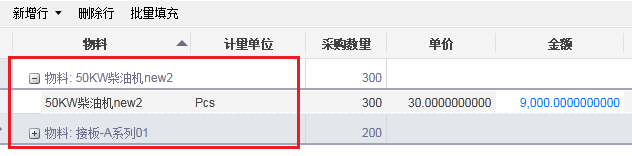 新增行 删除行 批量填充
物料 计量单位 采购数量 单价 金额
物料: 50KW柴油机new2 300
50KW柴油机new2 Pcs 300 30.0000000000 9,000.0000000000
物料: 接板-A系列01 200